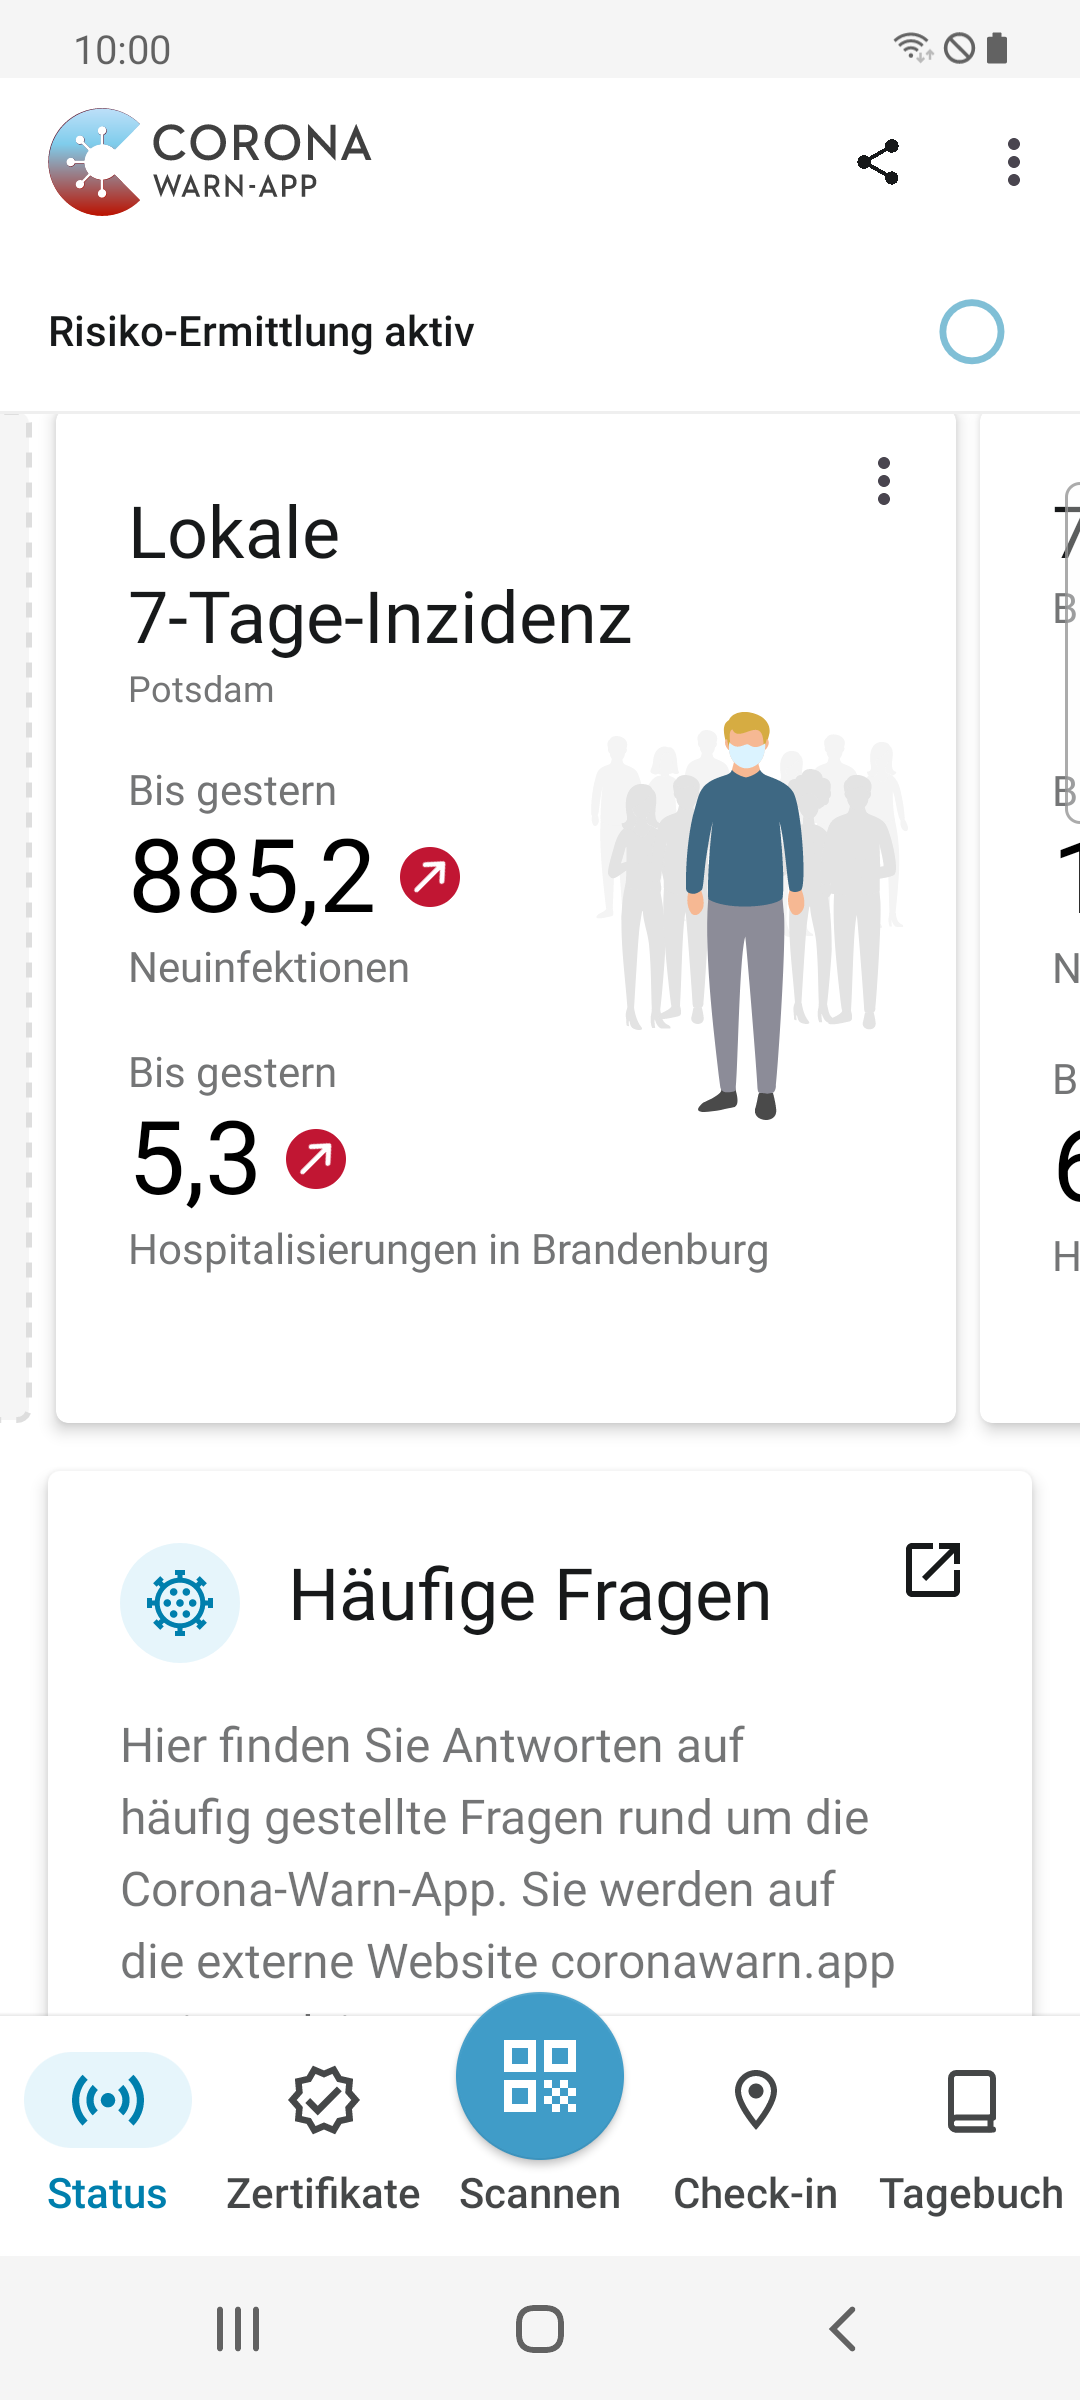 10:00
CORONA
WARN-APP
Risiko-Ermittlung aktiv
Lokale
7-Tage-Inzidenz
Potsdam
Bis gestern
885,2
Neuinfektionen
Bis gestern
5,3
Hospitalisierungen in Brandenburg
7
B
B
1
N
B
6
H
Häufige Fragen
Hier finden Sie Antworten auf
häufig gestellte Fragen rund um die
Corona-Warn-App. Sie werden auf
die externe Website coronawarn.app
Status
Zertifikate
Scannen
Check-in
Tagebuch